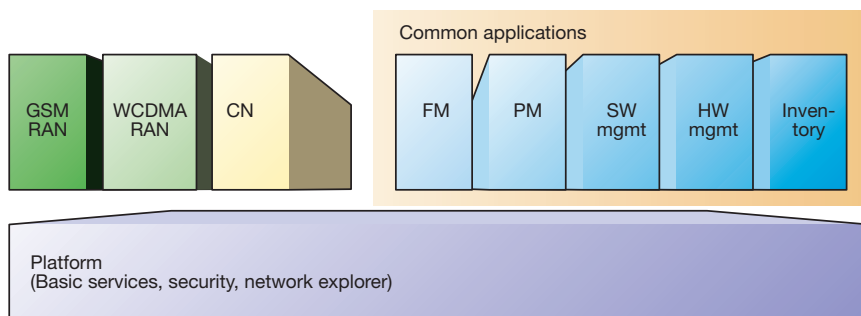 Common applications
GSM
RAN
WCDMA
RAN
CN
FM
PM
SW
mgmt
HW
mgmt
Inven-
tory
Platform
(Basic services, security, network explorer)